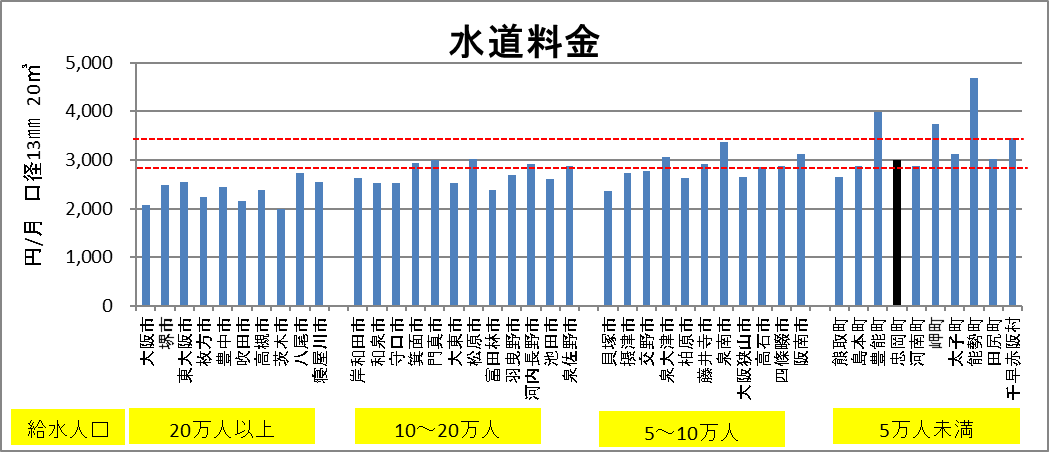 水道料金
円/月　口径13㎜ 20㎥
5,000
4,000
3,000
2,000
1,000
0
大阪市
堺市
東大阪市
枚方市
豊中市
吹田市
高槻市
茨木市
八尾市
寝屋川市
岸和田市
和泉市
守口市
箕面市
門真市
大東市
松原市
富田林市
羽曳野市
河内長野市
池田市
泉佐野市
貝塚市
摂津市
交野市
泉大津市
柏原市
藤井寺市
泉南市
大阪狭山市
高石市
四條畷市
阪南市
熊取町
島本町
豊能町
忠岡町
河南町
岬町
太子町
能勢町
田尻町
千早赤阪村
給水人口
20万人以上
10～20万人
5～10万人
5万人未満